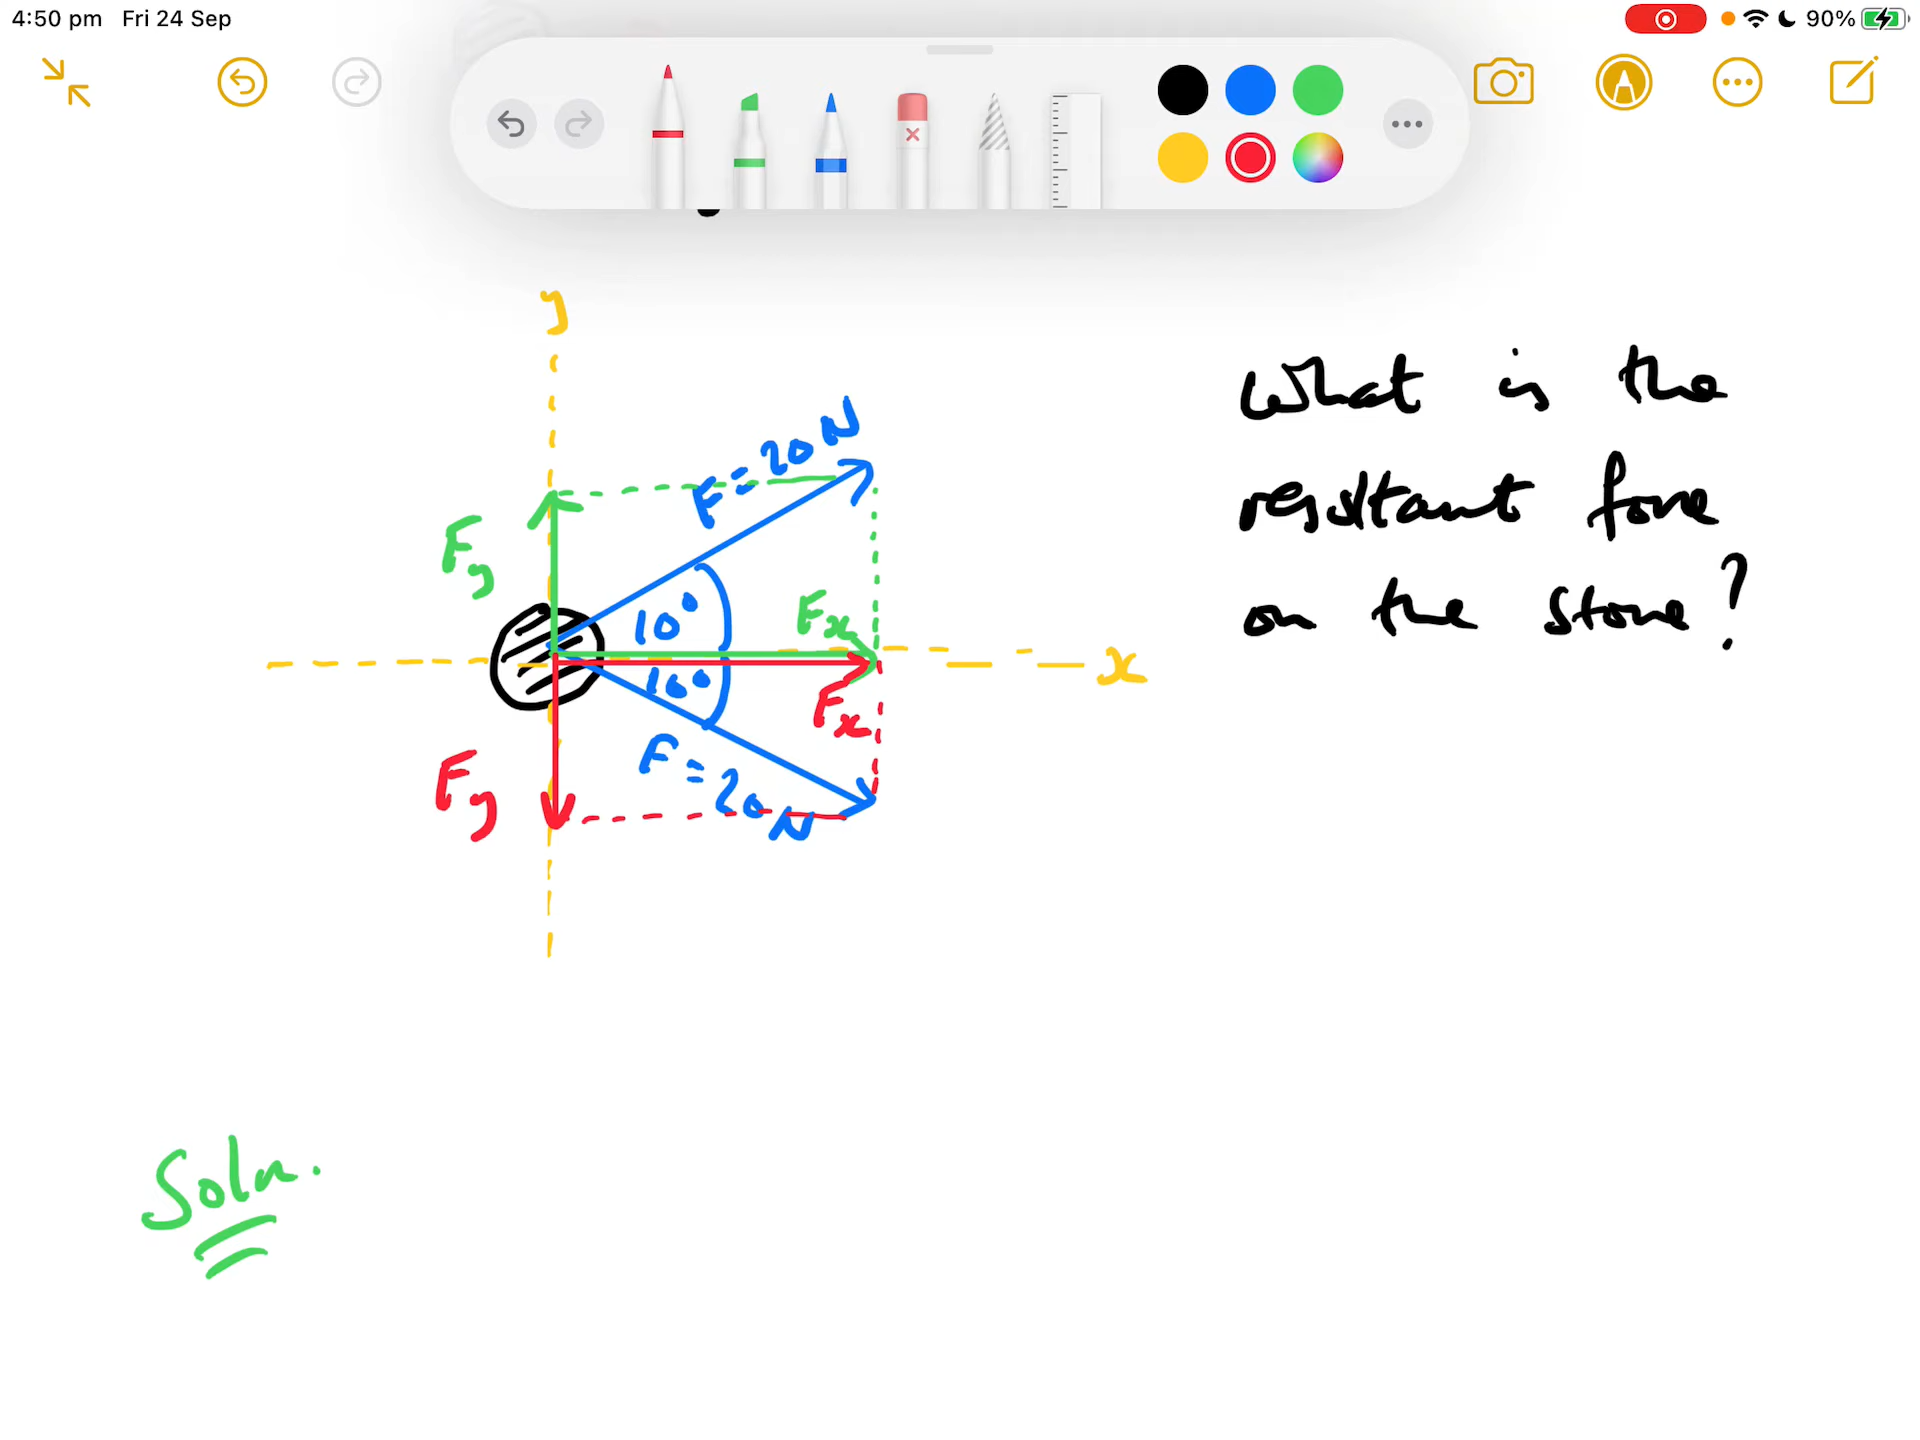 4:50 pm Fri 24 Sep
90%
y
F = 20 N
Fy
10°
Fx
x
10°
Fx
F = 20 N
Fy
What is the
resultant force
on the stone?
Soln.